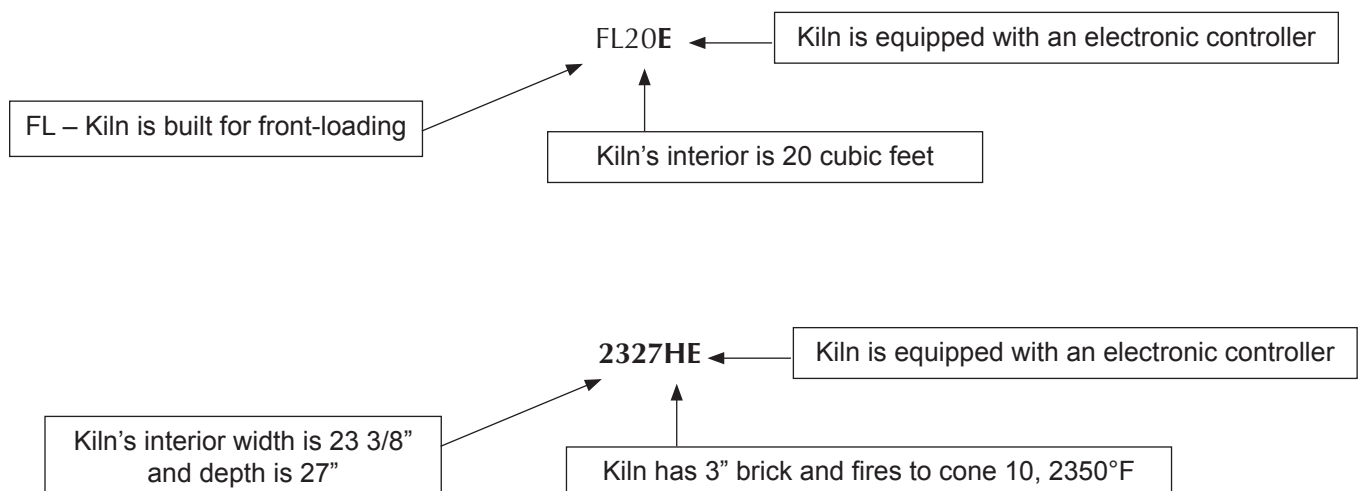 FL20E
Kiln is equipped with an electronic controller
FL – Kiln is built for front-loading
Kiln’s interior is 20 cubic feet
2327HE
Kiln is equipped with an electronic controller
Kiln’s interior width is 23 3/8”
and depth is 27”
Kiln has 3” brick and fires to cone 10, 2350°F